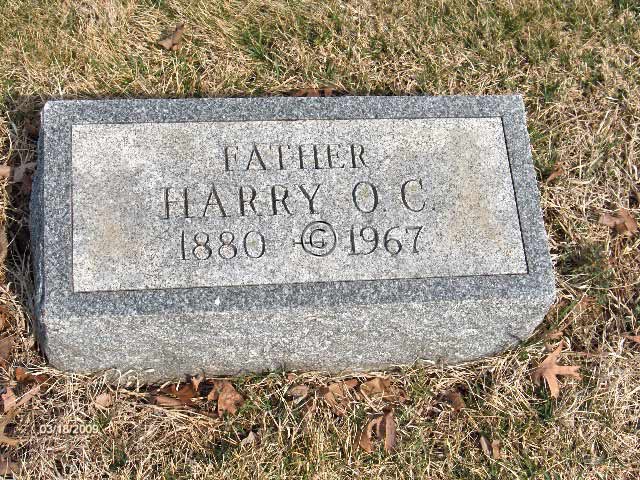 FATHER
HARRY O. C.
1880 -G- 1967
03/18/2009